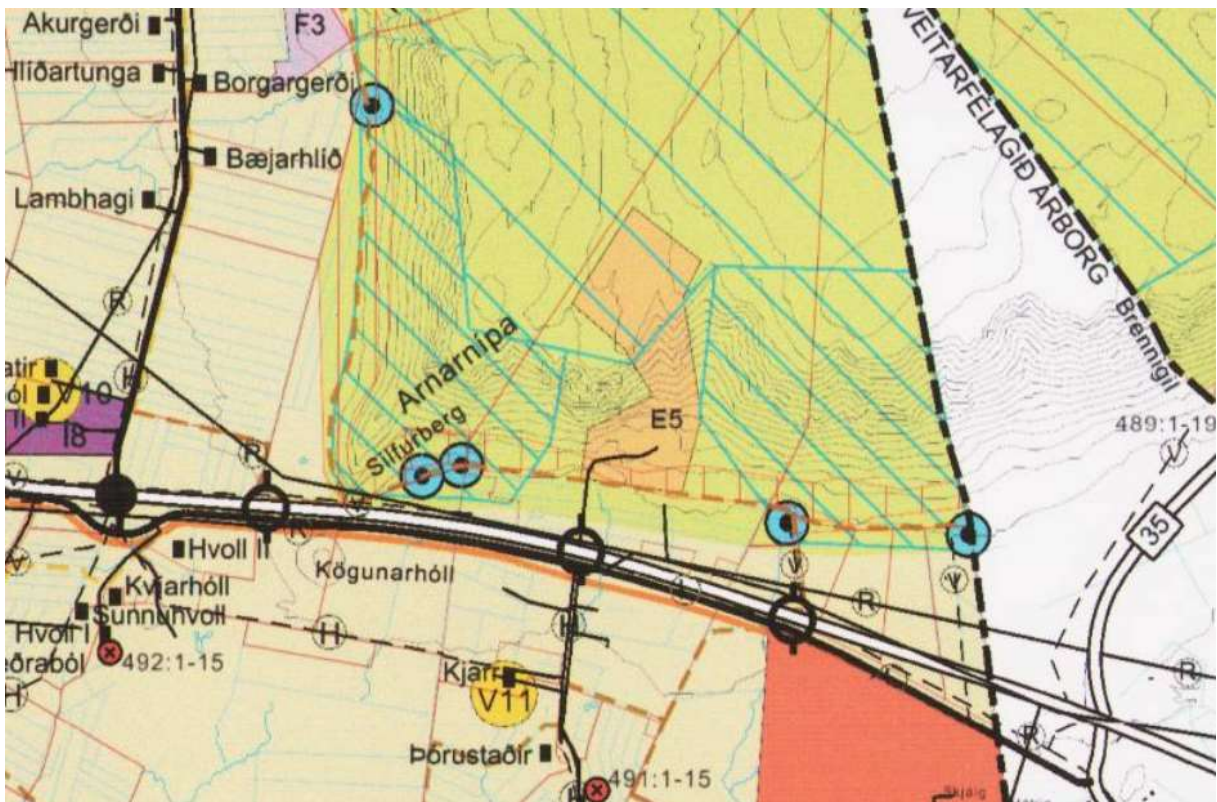 Akurgerði
F3
Hlíðartunga
Borgargerði
Bæjarhlíð
Lambhagi
VEITARFÉLAGIÐ ÁRBORG
Brennigil
R
Arnarnípa
Silfurberg
E5
V10
H
I8
489:1-19
V
35
R
Hvoll II
Kögunarhóll
K
V
V
R
Kvíarhóll
Sunnuhvoll
Hvoll I
492:1-15
H
H
H
Kjarr
V11
R
R
Þórustaðir
491:1-15